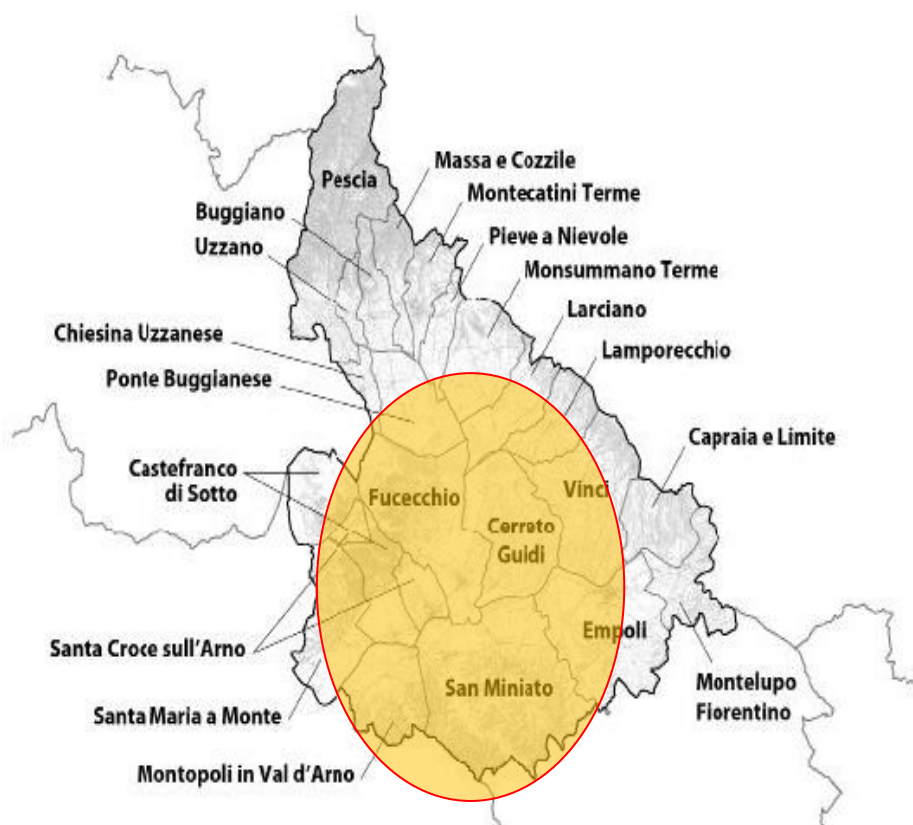 Massa e Cozzile
Pescia
Montecatini Terme
Buggiano
Pieve a Nievole
Uzzano
Monsummano Terme
Larciano
Chiesina Uzzanese
Lamporecchio
Ponte Buggianese
Capraia e Limite
Castefranco
di Sotto
Fucecchio
Vinci
Cerreto
Guidi
Empoli
Santa Croce sull'Arno
San Miniato
Montelupo
Fiorentino
Santa Maria a Monte
Montopoli in Val d'Arno